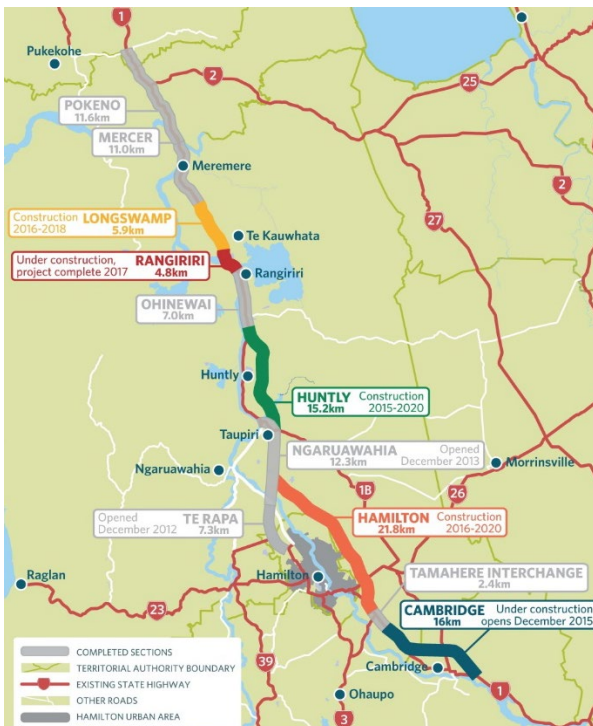 1
Pukekohe
2
25
POKENO
11.6km
MERCER
11.0km
Meremere
2
27
Construction
2016-2018
LONGSWAMP
5.9km
Te Kauwhata
Under construction,
project complete 2017
RANGIRIRI
4.8km
Rangiriri
OHINEWAI
7.0km
Huntly
HUNTLY
15.2km
Construction
2015-2020
Taupiri
NGARUAWAHIA
12.3km
Opened
December 2013
Morrinsville
Ngaruawahia
1B
26
Opened
December 2012
TE RAPA
7.3km
HAMILTON
21.8km
Construction
2016-2020
Raglan
Hamilton
TAMAHERE INTERCHANGE
2.4km
23
CAMBRIDGE
16km
Under construction
opens December 2015
39
Cambridge
1
Ohaupo
3
COMPLETED SECTIONS
TERRITORIAL AUTHORITY BOUNDARY
EXISTING STATE HIGHWAY
OTHER ROADS
HAMILTON URBAN AREA